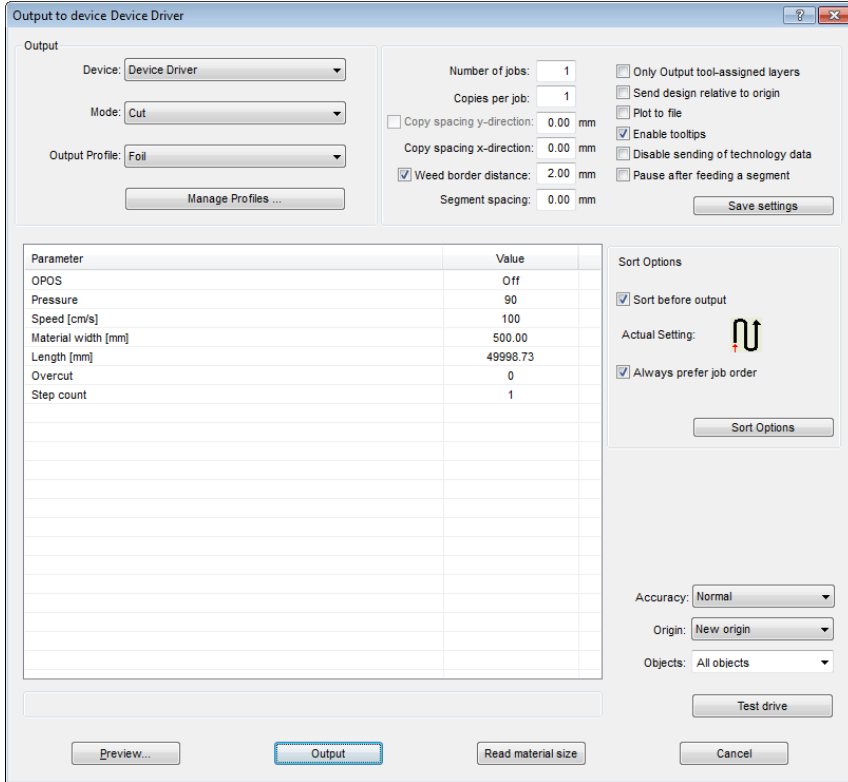 Output to device Device Driver
Output
Device: Device Driver
Mode: Cut
Output Profile: Foil
Manage Profiles ...
Number of jobs: 1
Copies per job: 1
Copy spacing y-direction: 0.00 mm
Copy spacing x-direction: 0.00 mm
Weed border distance: 2.00 mm
Segment spacing: 0.00 mm
Only Output tool-assigned layers
Send design relative to origin
Plot to file
Enable tooltips
Disable sending of technology data
Pause after feeding a segment
Save settings
Parameter Value
OPOS Off
Pressure 90
Speed [cm/s] 100
Material width [mm] 500.00
Length [mm] 49998.73
Overcut 0
Step count 1
Sort Options
Sort before output
Actual Setting:
Always prefer job order
Sort Options
Accuracy: Normal
Origin: New origin
Objects: All objects
Test drive
Preview... Output Read material size Cancel